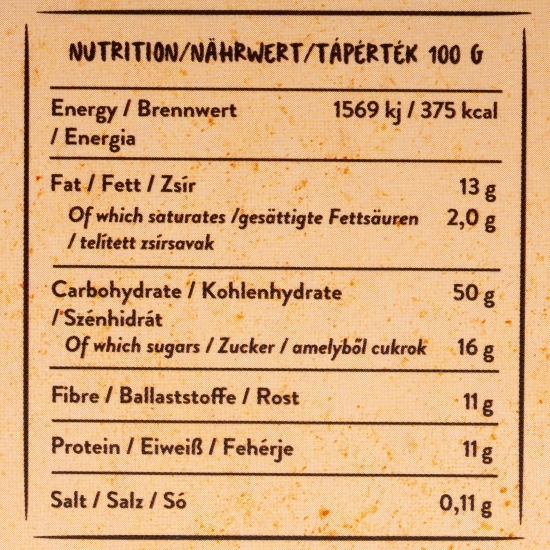 NUTRITION/NÄHRWERT/TÁPÉRTÉK 100 G
Energy / Brennwert 1569 kj / 375 kcal
/ Energia
Fat / Fett / Zsír 13 g
Of which saturates /gesättigte Fettsäuren 2,0 g
/ telített zsírsavak
Carbohydrate / Kohlenhydrate 50 g
/ Szénhidrát
Of which sugars / Zucker / amelyből cukrok 16 g
Fibre / Ballaststoffe / Rost 11 g
Protein / Eiweiß / Fehérje 11 g
Salt / Salz / Só 0,11 g